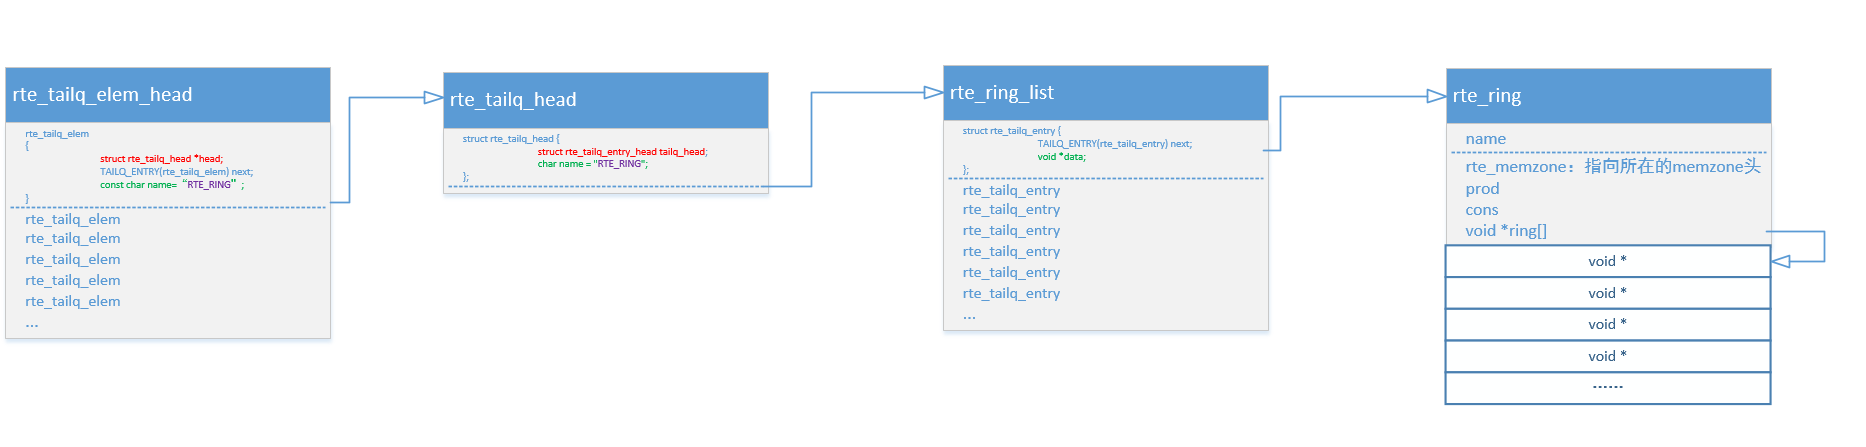 rte_tailq_elem_head
rte_tailq_elem
{
struct rte_tailq_head *head;
TAILQ_ENTRY(rte_tailq_elem) next;
const char name= “RTE_RING” ;
}
rte_tailq_elem
rte_tailq_elem
rte_tailq_elem
rte_tailq_elem
rte_tailq_elem
...
rte_tailq_head
struct rte_tailq_head {
struct rte_tailq_entry_head tailq_head;
char name = "RTE_RING";
};
rte_ring_list
struct rte_tailq_entry {
TAILQ_ENTRY(rte_tailq_entry) next;
void *data;
};
rte_tailq_entry
rte_tailq_entry
rte_tailq_entry
rte_tailq_entry
rte_tailq_entry
rte_tailq_entry
...
rte_ring
name
rte_memzone：指向所在的memzone头
prod
cons
void *ring[]
void *
void *
void *
void *
......